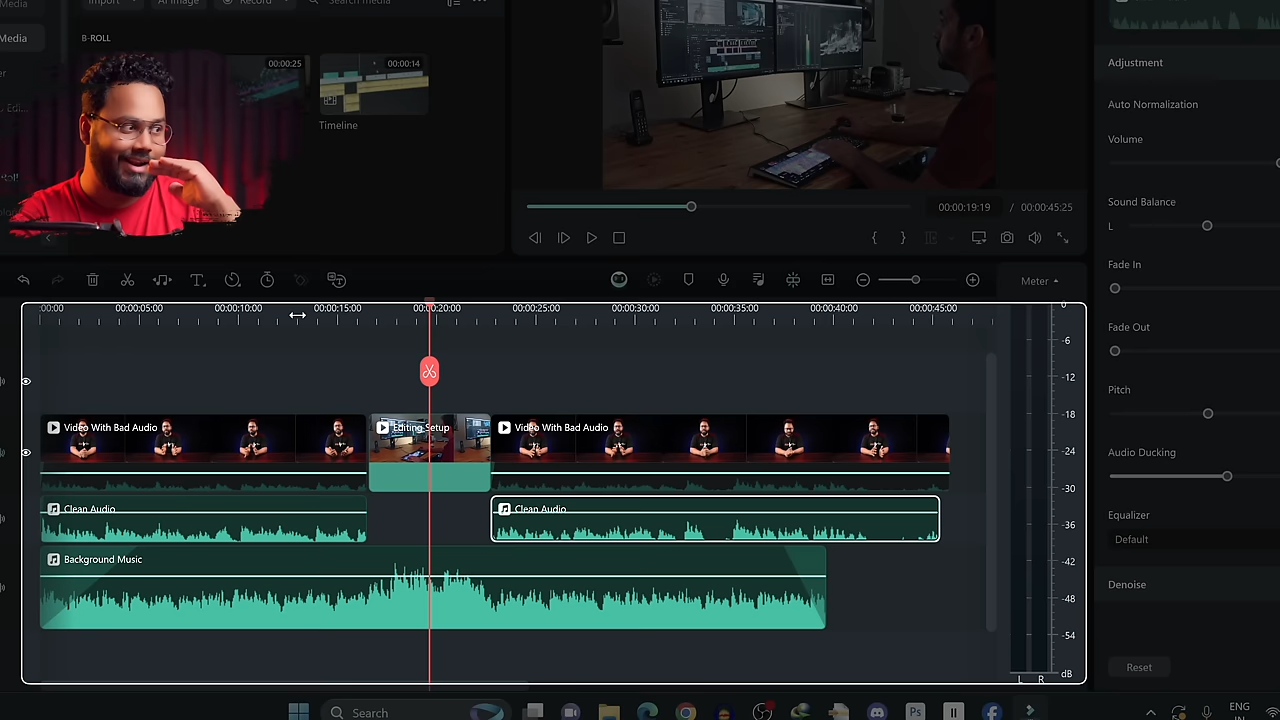 Media
Import
AI Image
Record
Search media
Media
B-ROLL
00:00:25
00:00:14
Timeline
00:00:19:19 / 00:00:45:25
L
Adjustment
Auto Normalization
Volume
Sound Balance
Fade In
Fade Out
Pitch
Audio Ducking
Equalizer
Default
Denoise
Reset
Meter
:00:00
00:00:05:00
00:00:10:00
00:00:15:00
00:00:20:00
00:00:25:00
00:00:30:00
00:00:35:00
00:00:40:00
00:00:45:00
Video With Bad Audio
Editing Setup
Video With Bad Audio
Clean Audio
Clean Audio
Background Music
0
-6
-12
-18
-24
-30
-36
-42
-48
-54
dB
L R
Search
Ps
ENG
IN